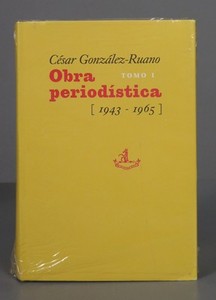 César González-Ruano
Obra TOMO I
periodística
[ 1943 - 1965 ]